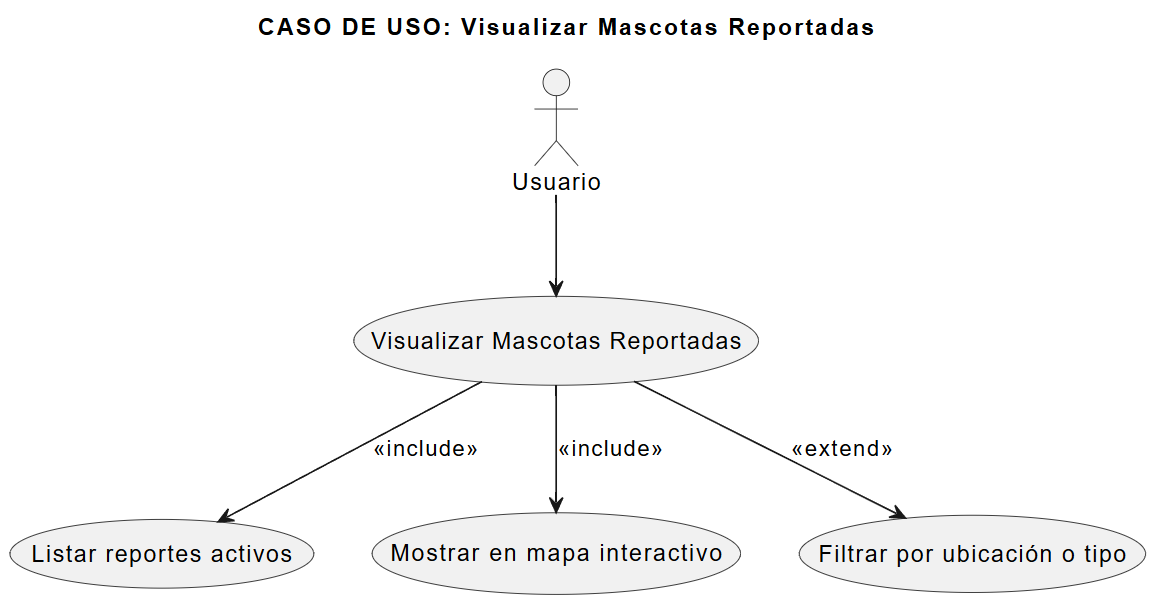 CASO DE USO: Visualizar Mascotas Reportadas
Usuario
Visualizar Mascotas Reportadas
«include»
«include»
«extend»
Listar reportes activos
Mostrar en mapa interactivo
Filtrar por ubicación o tipo